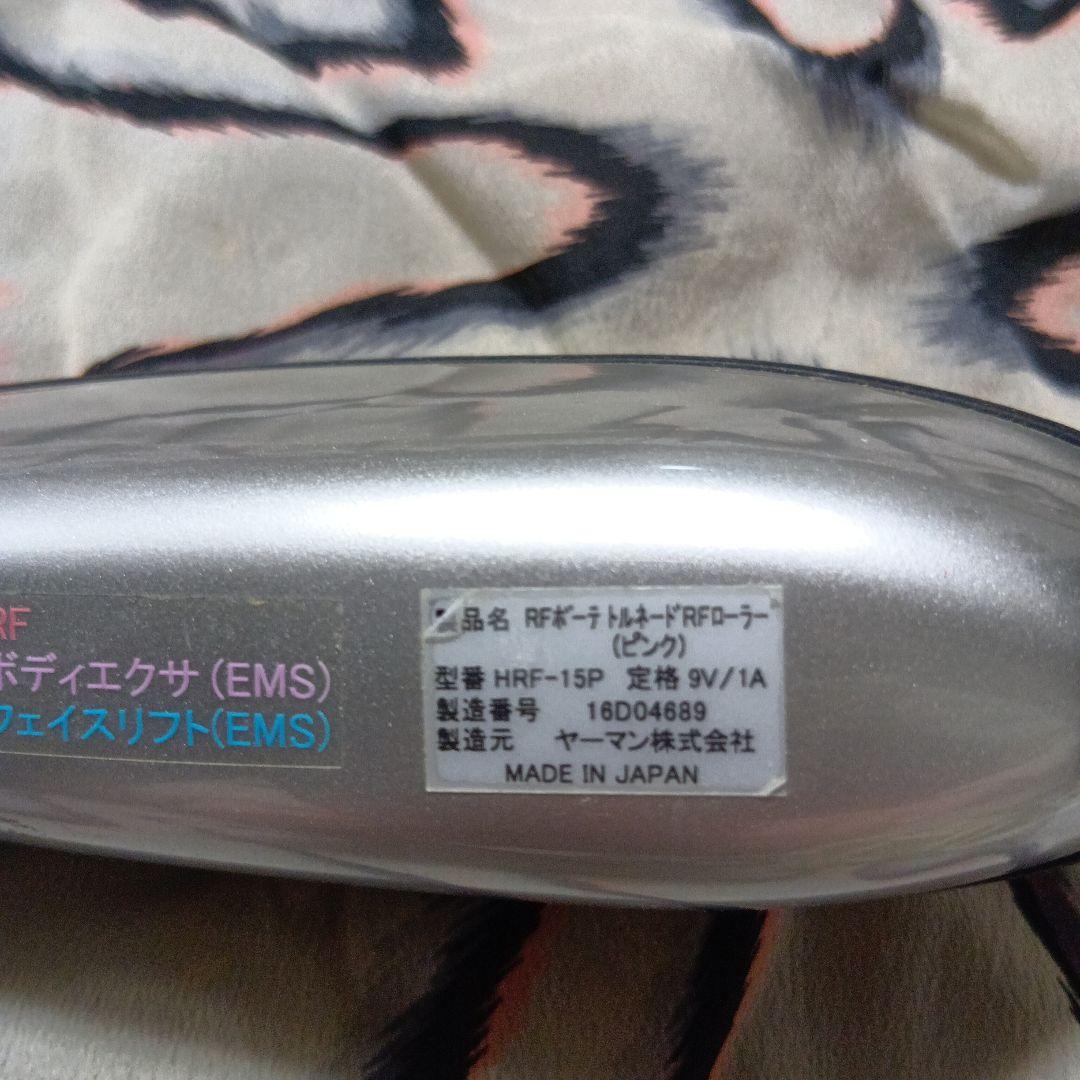 RF
ボディエクサ(EMS)
フェイスリフト(EMS)
品名 RFボーテ トルネードRFローラー
(ピンク)
型番 HRF-15P 定格 9V/1A
製造番号 16D04689
製造元 ヤーマン株式会社
MADE IN JAPAN